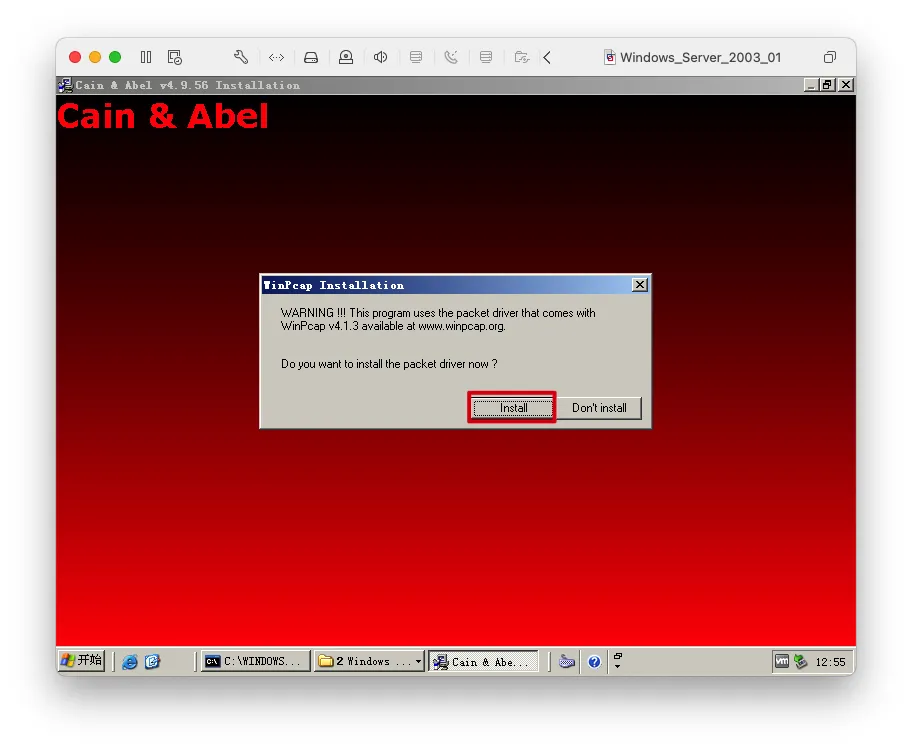 Windows_Server_2003_01
Cain & Abel v4.9.56 Installation
Cain & Abel
WinPcap Installation
WARNING !!! This program uses the packet driver that comes with
WinPcap v4.1.3 available at www.winpcap.org.
Do you want to install the packet driver now ?
Install
Don't install
开始
C:\WINDOWS...
2 Windows ...
Cain & Abe...
vm
12:55